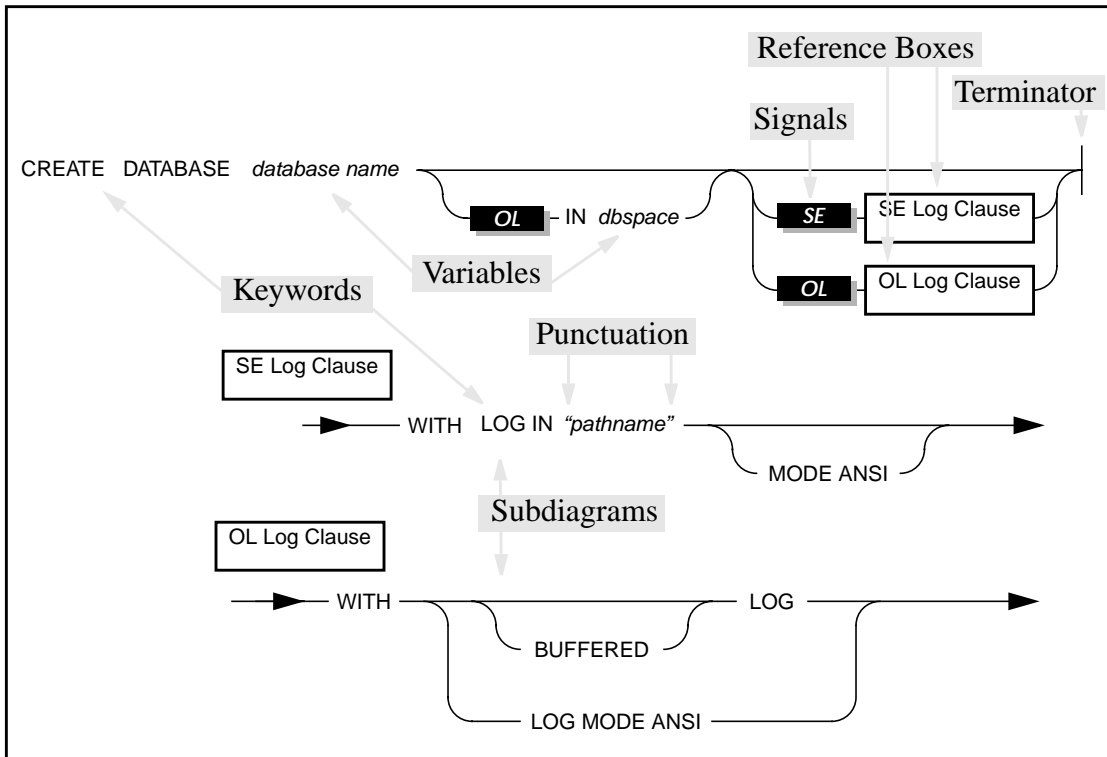 Reference Boxes
Terminator
Signals
CREATE DATABASE database name
OL IN dbspace
SE SE Log Clause
OL OL Log Clause
Variables
Keywords
Punctuation
SE Log Clause
WITH LOG IN “pathname”
MODE ANSI
Subdiagrams
OL Log Clause
WITH LOG
BUFFERED
LOG MODE ANSI